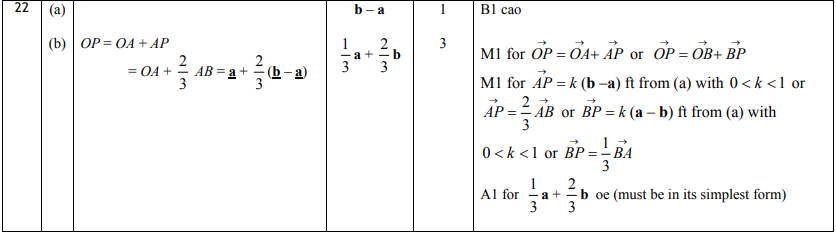 22 (a) b – a 1 B1 cao
(b) OP = OA + AP
= OA + 2/3 AB = a + 2/3 (b – a)
1/3 a + 2/3 b
3
M1 for OP→ = OA→ + AP→ or OP→ = OB→ + BP→
M1 for AP→ = k (b –a) ft from (a) with 0 < k < 1 or
AP→ = 2/3 AB→ or BP→ = k (a – b) ft from (a) with
0 < k < 1 or BP→ = 1/3 BA→
A1 for 1/3 a + 2/3 b oe (must be in its simplest form)